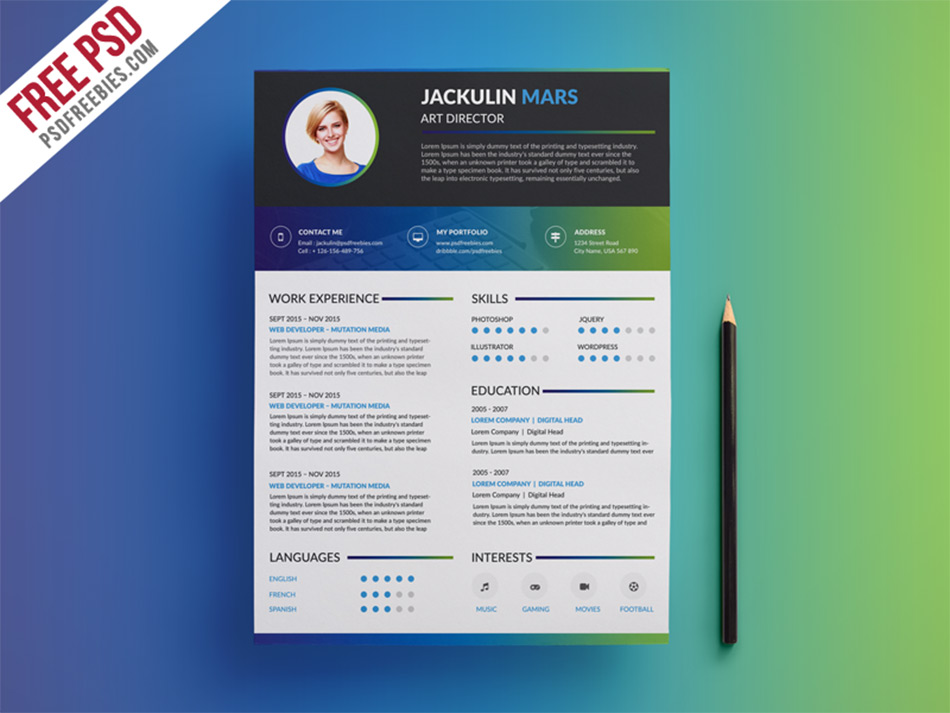 FREE PSD
PSDFREEBIES.COM
JACKULIN MARS
ART DIRECTOR
Lorem Ipsum is simply dummy text of the printing and typesetting industry.
Lorem Ipsum has been the industry's standard dummy text ever since the
1500s, when an unknown printer took a galley of type and scrambled it to
make a type specimen book. It has survived not only five centuries, but also
the leap into electronic typesetting, remaining essentially unchanged.
CONTACT ME
Email : jackulin@psdfreebies.com
Cell : + 126-156-489-756
MY PORTFOLIO
www.psdfreebies.com
dribbble.com/psdfreebies
ADDRESS
1234 Street Road
City Name, USA 567 890
WORK EXPERIENCE
SEPT 2015 – NOV 2015
WEB DEVELOPER – MUTATION MEDIA
Lorem Ipsum is simply dummy text of the printing and typeset-
ting industry. Lorem Ipsum has been the industry's standard
dummy text ever since the 1500s, when an unknown printer
took a galley of type and scrambled it to make a type specimen
book. It has survived not only five centuries, but also the leap
SEPT 2015 – NOV 2015
WEB DEVELOPER – MUTATION MEDIA
Lorem Ipsum is simply dummy text of the printing and typeset-
ting industry. Lorem Ipsum has been the industry's standard
dummy text ever since the 1500s, when an unknown printer
took a galley of type and scrambled it to make a type specimen
book. It has survived not only five centuries, but also the leap
SEPT 2015 – NOV 2015
WEB DEVELOPER – MUTATION MEDIA
Lorem Ipsum is simply dummy text of the printing and typeset-
ting industry. Lorem Ipsum has been the industry's standard
dummy text ever since the 1500s, when an unknown printer
took a galley of type and scrambled it to make a type specimen
book. It has survived not only five centuries, but also the leap
LANGUAGES
ENGLISH
FRENCH
SPANISH
SKILLS
PHOTOSHOP
JQUERY
ILLUSTRATOR
WORDPRESS
EDUCATION
2005 - 2007
LOREM COMPANY | DIGITAL HEAD
Lorem Company | Digital Head
Lorem Ipsum is simply dummy text of the printing and typesetting in-
dustry. Lorem Ipsum has been the industry's standard dummy text ever
2005 - 2007
LOREM COMPANY | DIGITAL HEAD
Lorem Company | Digital Head
Lorem Ipsum has been the industry's standard dummy text ever since the
1500s, when an unknown printer took a galley of type and
INTERESTS
MUSIC
GAMING
MOVIES
FOOTBALL